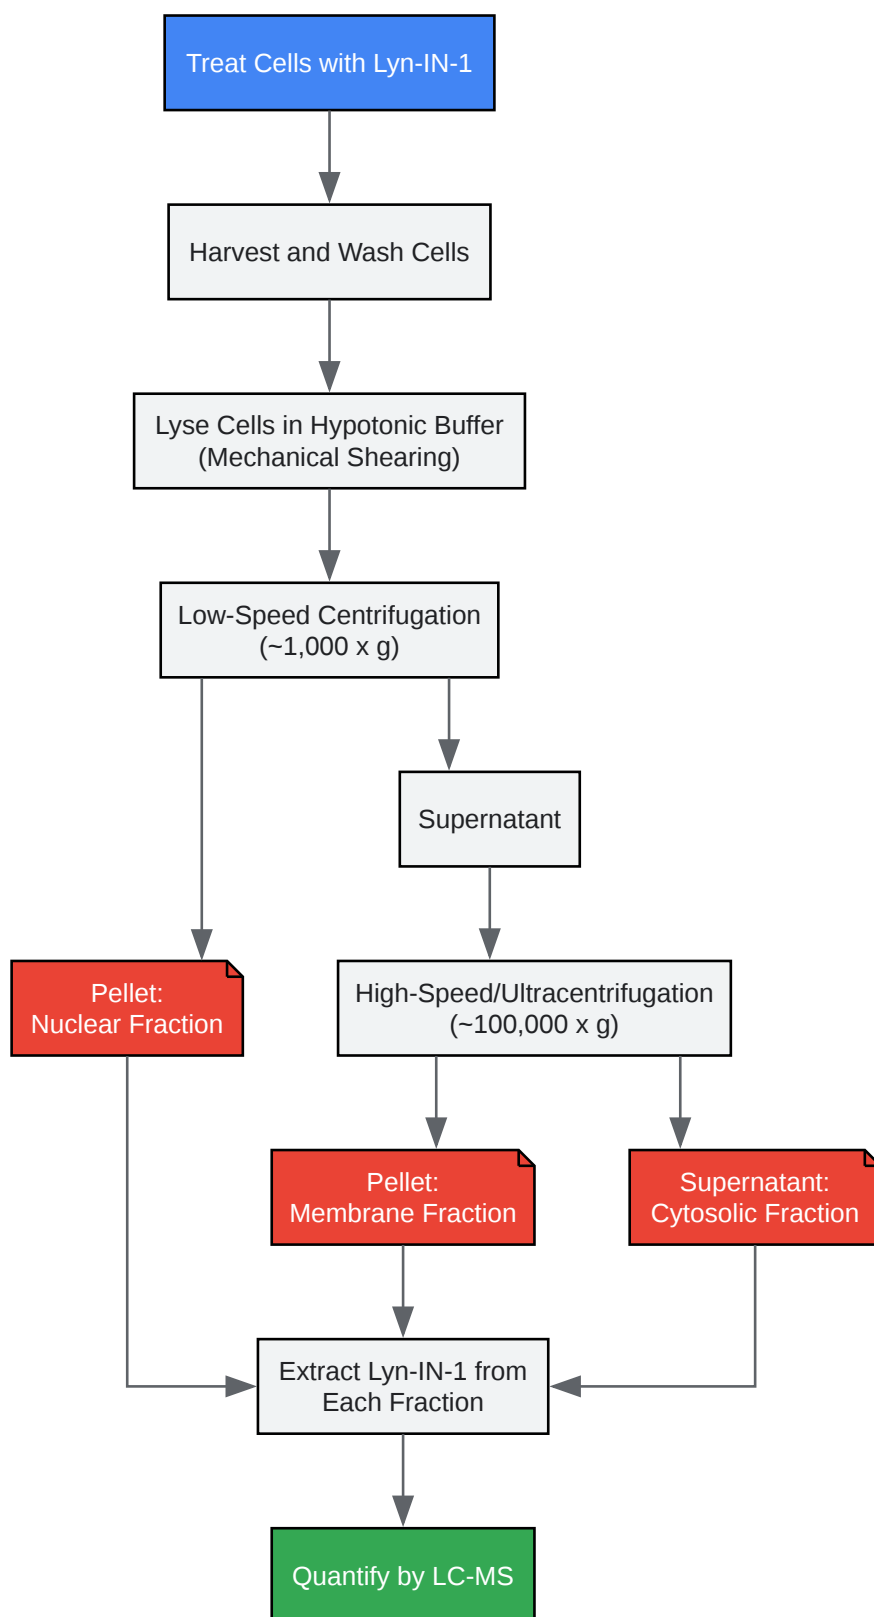 Treat Cells with Lyn-IN-1
Harvest and Wash Cells
Lyse Cells in Hypotonic Buffer
(Mechanical Shearing)
Low-Speed Centrifugation
(~1,000 x g)
Supernatant
Pellet:
Nuclear Fraction
High-Speed/Ultracentrifugation
(~100,000 x g)
Pellet:
Membrane Fraction
Supernatant:
Cytosolic Fraction
Extract Lyn-IN-1 from
Each Fraction
Quantify by LC-MS